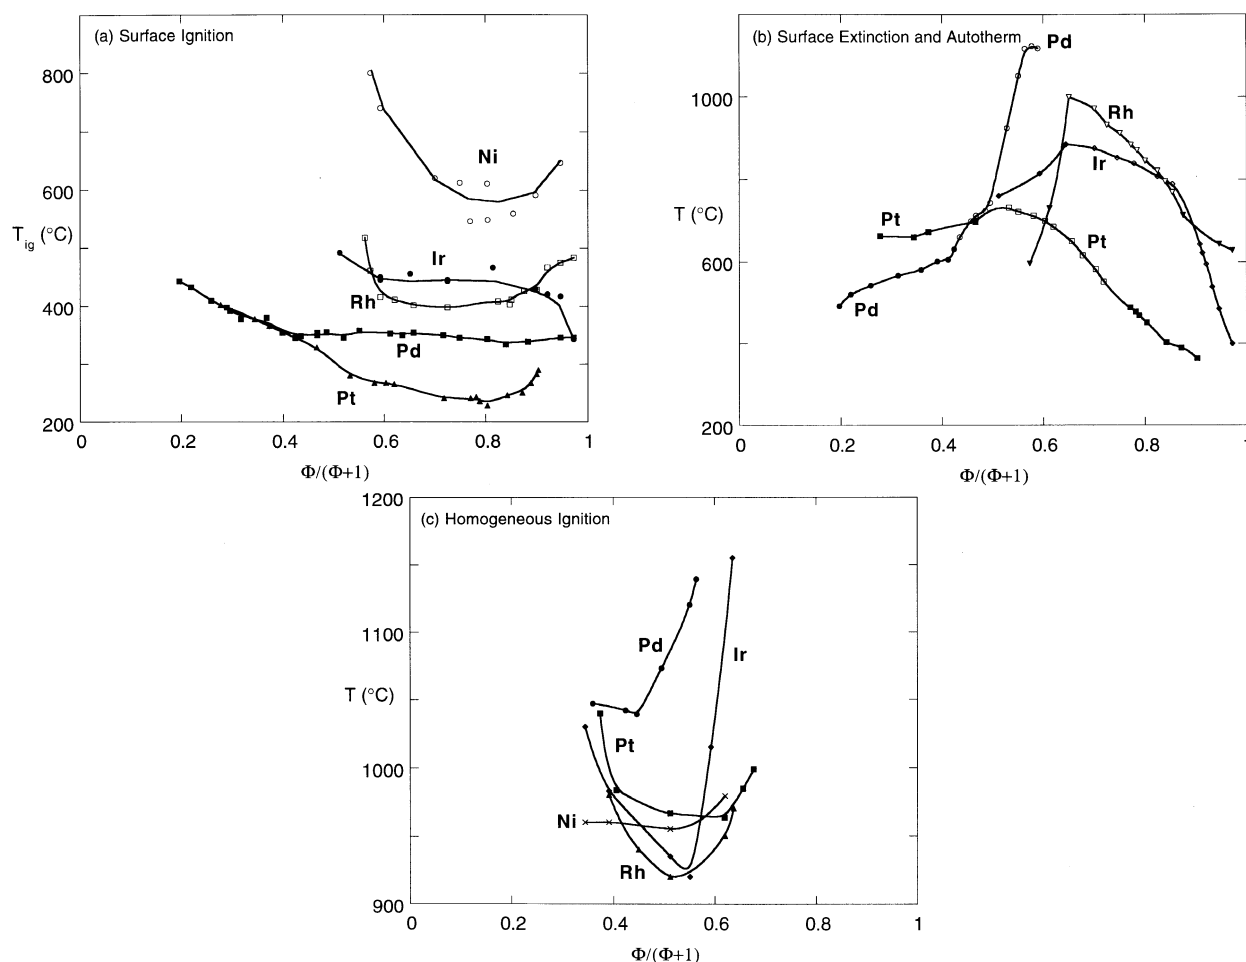 (a) Surface Ignition
800
600
400
200
T_ig (°C)
Ni
Ir
Rh
Pd
Pt
0
0.2
0.4
0.6
0.8
1
Φ/(Φ+1)
(b) Surface Extinction and Autotherm
1000
600
200
T (°C)
Pd
Rh
Ir
Pt
Pt
Pd
0
0.2
0.4
0.6
0.8
1
Φ/(Φ+1)
(c) Homogeneous Ignition
1200
1100
1000
900
T (°C)
Pd
Ir
Pt
Ni
Rh
0
0.2
0.4
0.6
0.8
1
Φ/(Φ+1)